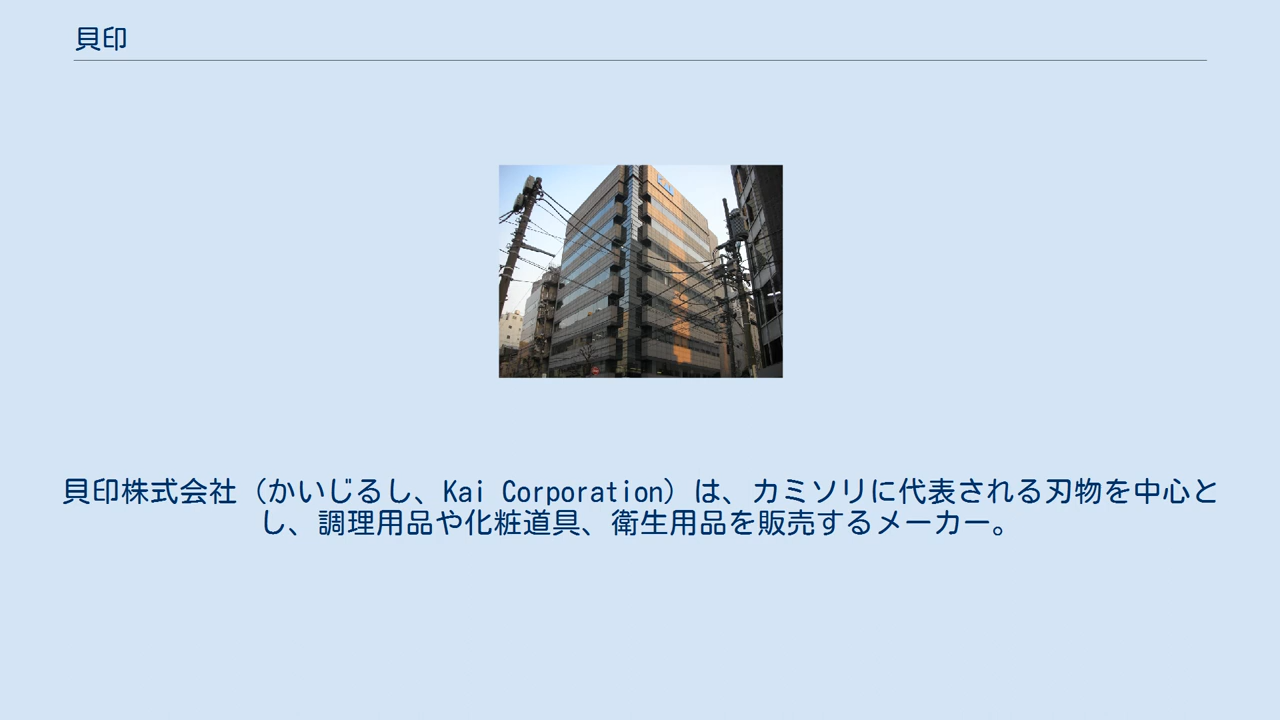 貝印
貝印株式会社（かいじるし、Kai Corporation）は、カミソリに代表される刃物を中心と
し、調理用品や化粧道具、衛生用品を販売するメーカー。